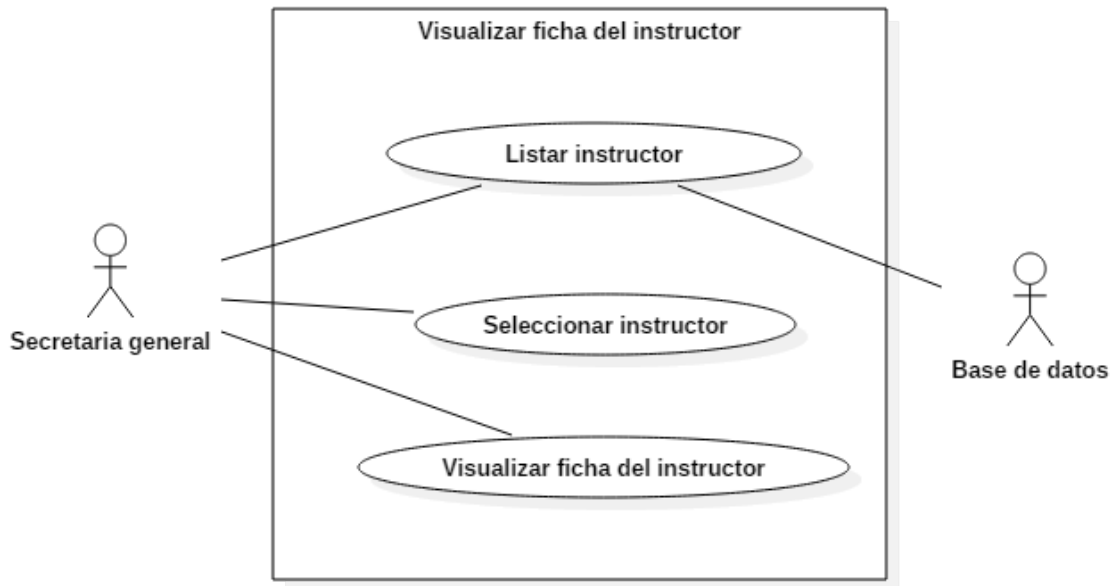 Visualizar ficha del instructor
Listar instructor
Secretaria general
Seleccionar instructor
Base de datos
Visualizar ficha del instructor